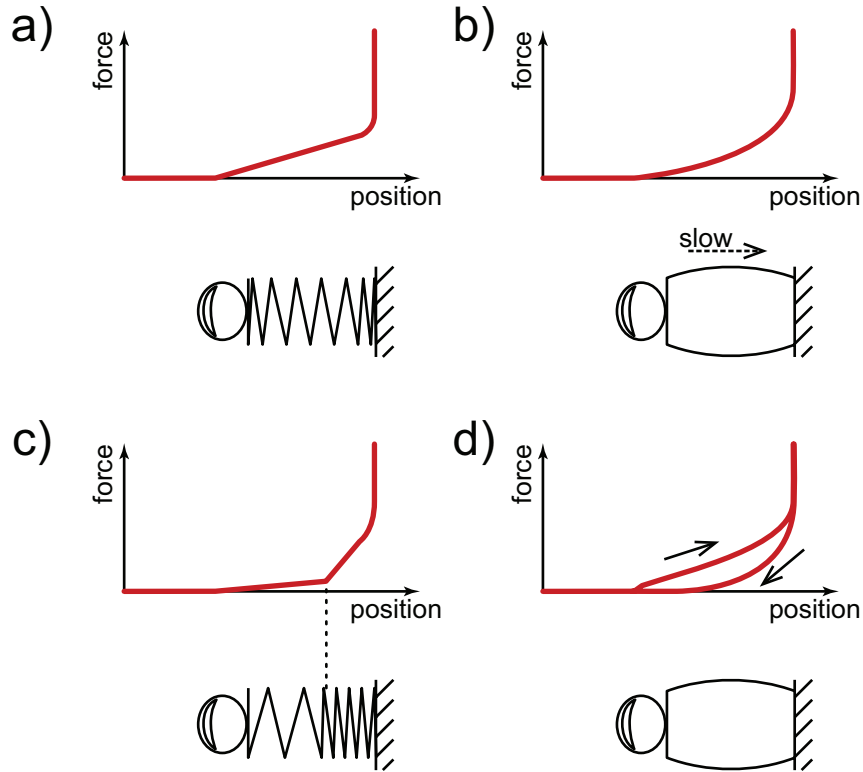 a)
force
position
b)
force
position
slow
c)
force
position
d)
force
position